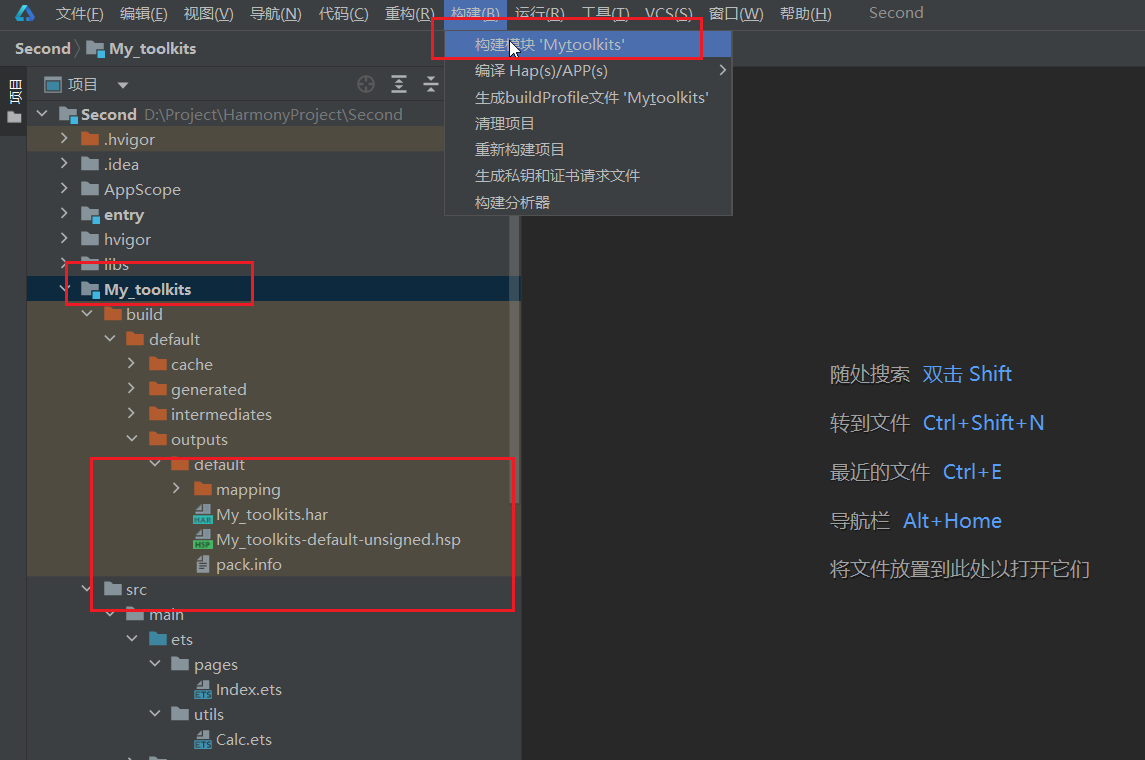 文件(F) 编辑(E) 视图(V) 导航(N) 代码(C) 重构(R) 构建(B) 运行(R) 工具(T) VCS(S) 窗口(W) 帮助(H) Second
Second My_toolkits
构建模块 'Mytoolkits'
编译 Hap(s)/APP(s)
生成buildProfile文件 'Mytoolkits'
清理项目
重新构建项目
生成私钥和证书请求文件
构建分析器
项目
项目
Second D:\Project\HarmonyProject\Second
.hvigor
.idea
AppScope
entry
hvigor
libs
My_toolkits
build
default
cache
generated
intermediates
outputs
default
mapping
My_toolkits.har
My_toolkits-default-unsigned.hsp
pack.info
src
main
ets
pages
Index.ets
utils
Calc.ets
随处搜索 双击 Shift
转到文件 Ctrl+Shift+N
最近的文件 Ctrl+E
导航栏 Alt+Home
将文件放置到此处以打开它们